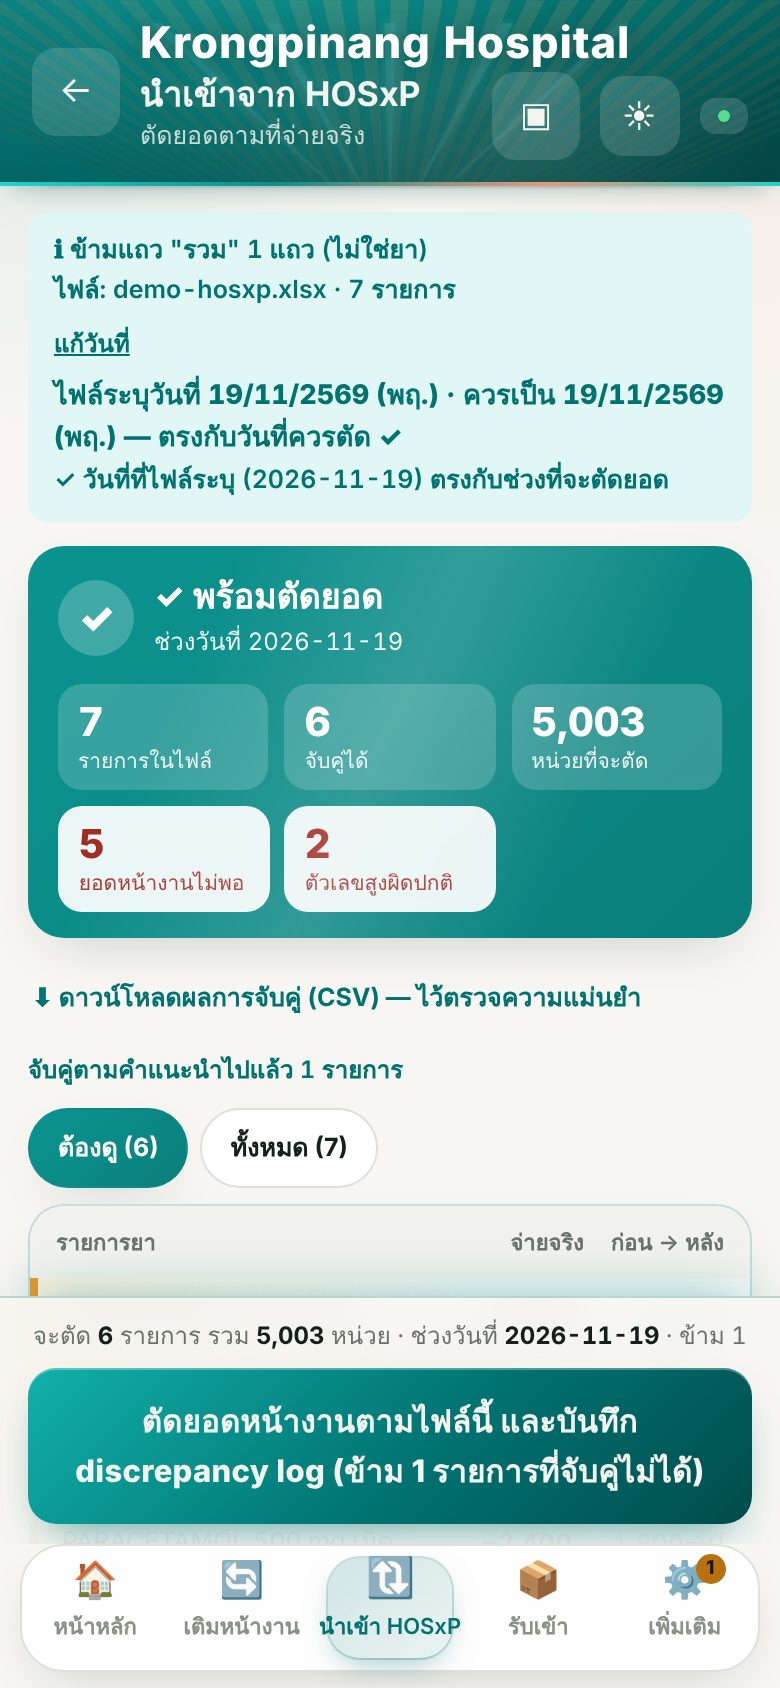 Krongpinang Hospital
นำเข้าจาก HOSxP
ตัดยอดตามที่จ่ายจริง
ℹ ข้ามแถว "รวม" 1 แถว (ไม่ใช่ยา)
ไฟล์: demo-hosxp.xlsx · 7 รายการ
แก้วันที่
ไฟล์ระบุวันที่ 19/11/2569 (พฤ.) · ควรเป็น 19/11/2569
(พฤ.) — ตรงกับวันที่ควรตัด ✓
✓ วันที่ที่ไฟล์ระบุ (2026-11-19) ตรงกับช่วงที่จะตัดยอด
✓ พร้อมตัดยอด
ช่วงวันที่ 2026-11-19
7 6 5,003
รายการในไฟล์ จับคู่ได้ หน่วยที่จะตัด
5 2
ยอดหน้างานไม่พอ ตัวเลขสูงผิดปกติ
⬇ ดาวน์โหลดผลการจับคู่ (CSV) — ไว้ตรวจความแม่นยำ
จับคู่ตามคำแนะนำไปแล้ว 1 รายการ
ต้องดู (6) ทั้งหมด (7)
รายการยา จ่ายจริง ก่อน → หลัง
จะตัด 6 รายการ รวม 5,003 หน่วย · ช่วงวันที่ 2026-11-19 · ข้าม 1
ตัดยอดหน้างานตามไฟล์นี้ และบันทึก
discrepancy log (ข้าม 1 รายการที่จับคู่ไม่ได้)
PARACETAMOL 500 mg เม็ด −2,400
1
หน้าหลัก เติมหน้างาน นำเข้า HOSxP รับเข้า เพิ่มเติม